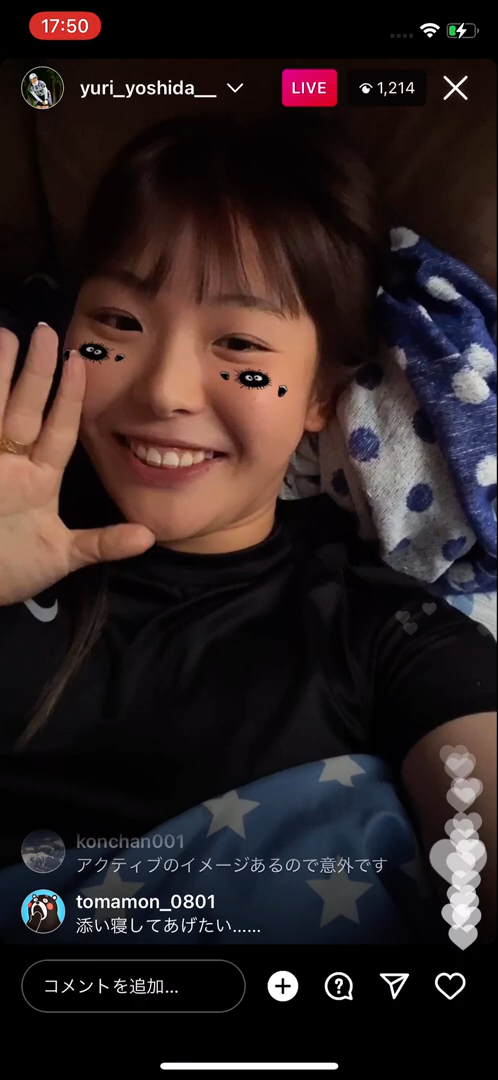 17:50
yuri_yoshida__
LIVE
1,214
konchan001
アクティブのイメージあるので意外です
tomamon_0801
添い寝してあげたい......
コメントを追加...